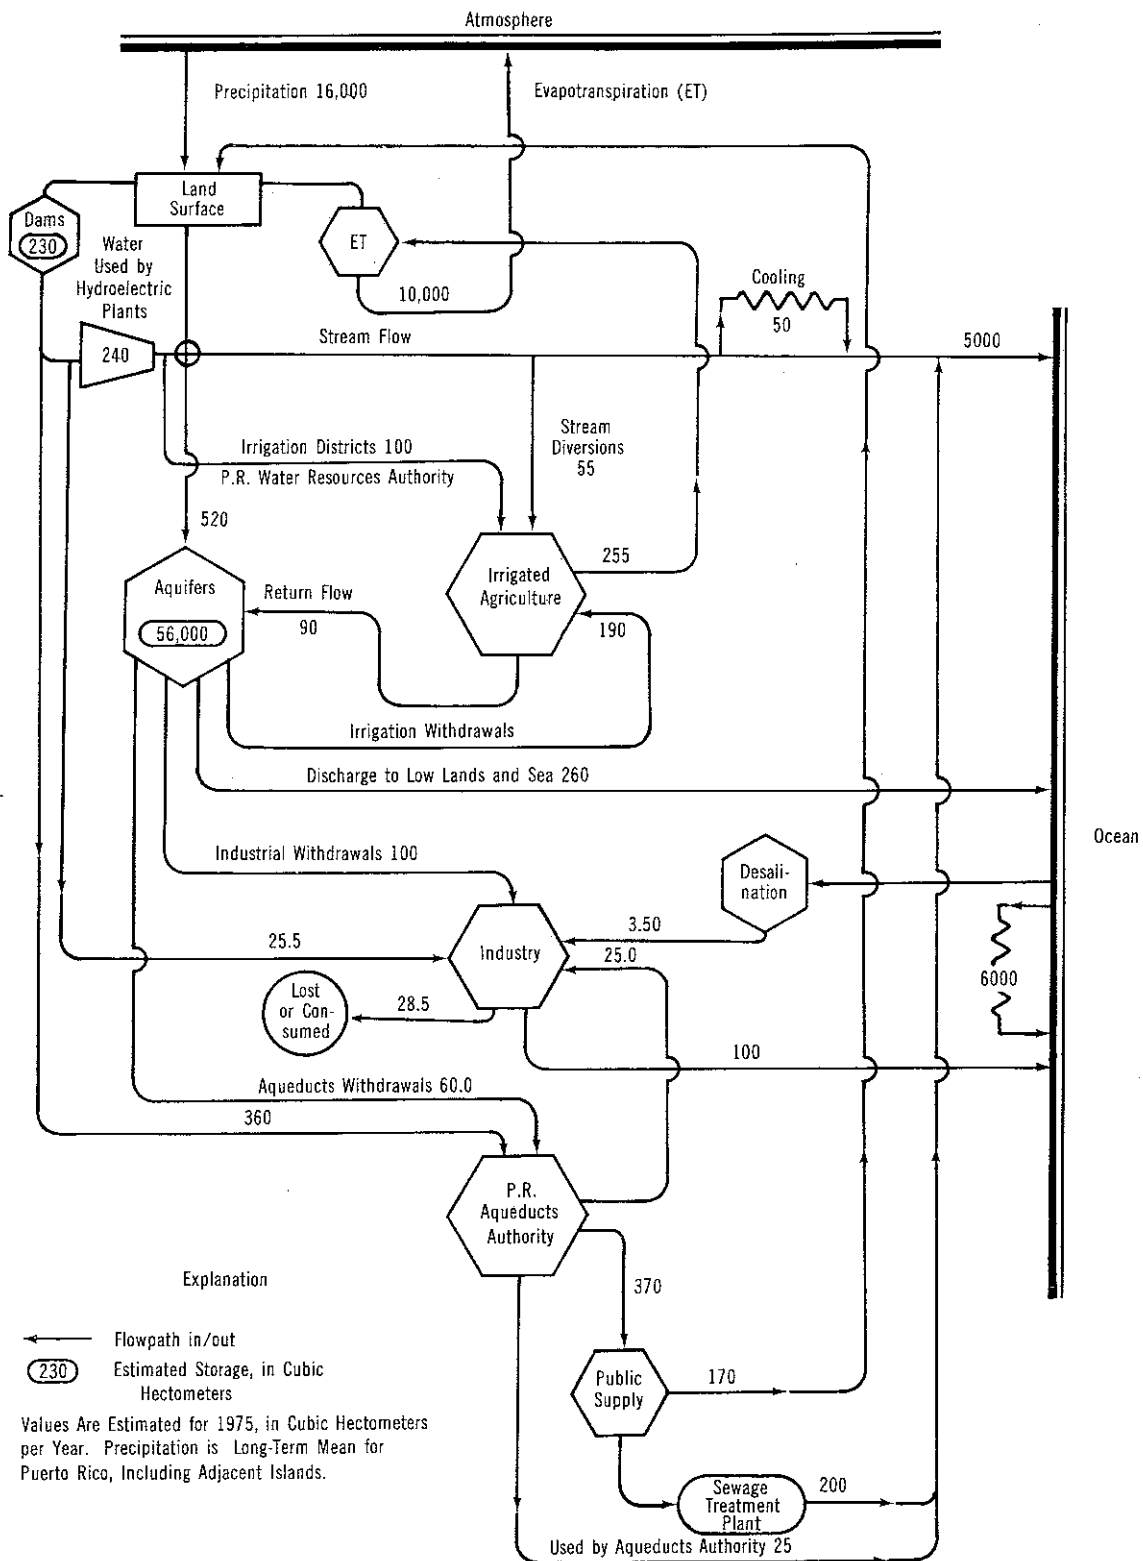 Atmosphere
Precipitation 16,000
Evapotranspiration (ET)
Land
Surface
Dams
230
Water
Used by
Hydroelectric
Plants
240
ET
10,000
Cooling
50
Stream Flow
5000
Stream
Diversions
55
Irrigation Districts 100
P.R. Water Resources Authority
520
Aquifers
56,000
Return Flow
90
Irrigated
Agriculture
255
190
Irrigation Withdrawals
Discharge to Low Lands and Sea 260
Ocean
Industrial Withdrawals 100
Desali-
nation
3.50
25.5
Industry
25.0
6000
Lost
or Con-
sumed
28.5
100
Aqueducts Withdrawals 60.0
360
P.R.
Aqueducts
Authority
370
Public
Supply
170
Sewage
Treatment
Plant
200
Used by Aqueducts Authority 25
Explanation
Flowpath in/out
230
Estimated Storage, in Cubic
Hectometers
Values Are Estimated for 1975, in Cubic Hectometers
per Year. Precipitation is Long-Term Mean for
Puerto Rico, Including Adjacent Islands.